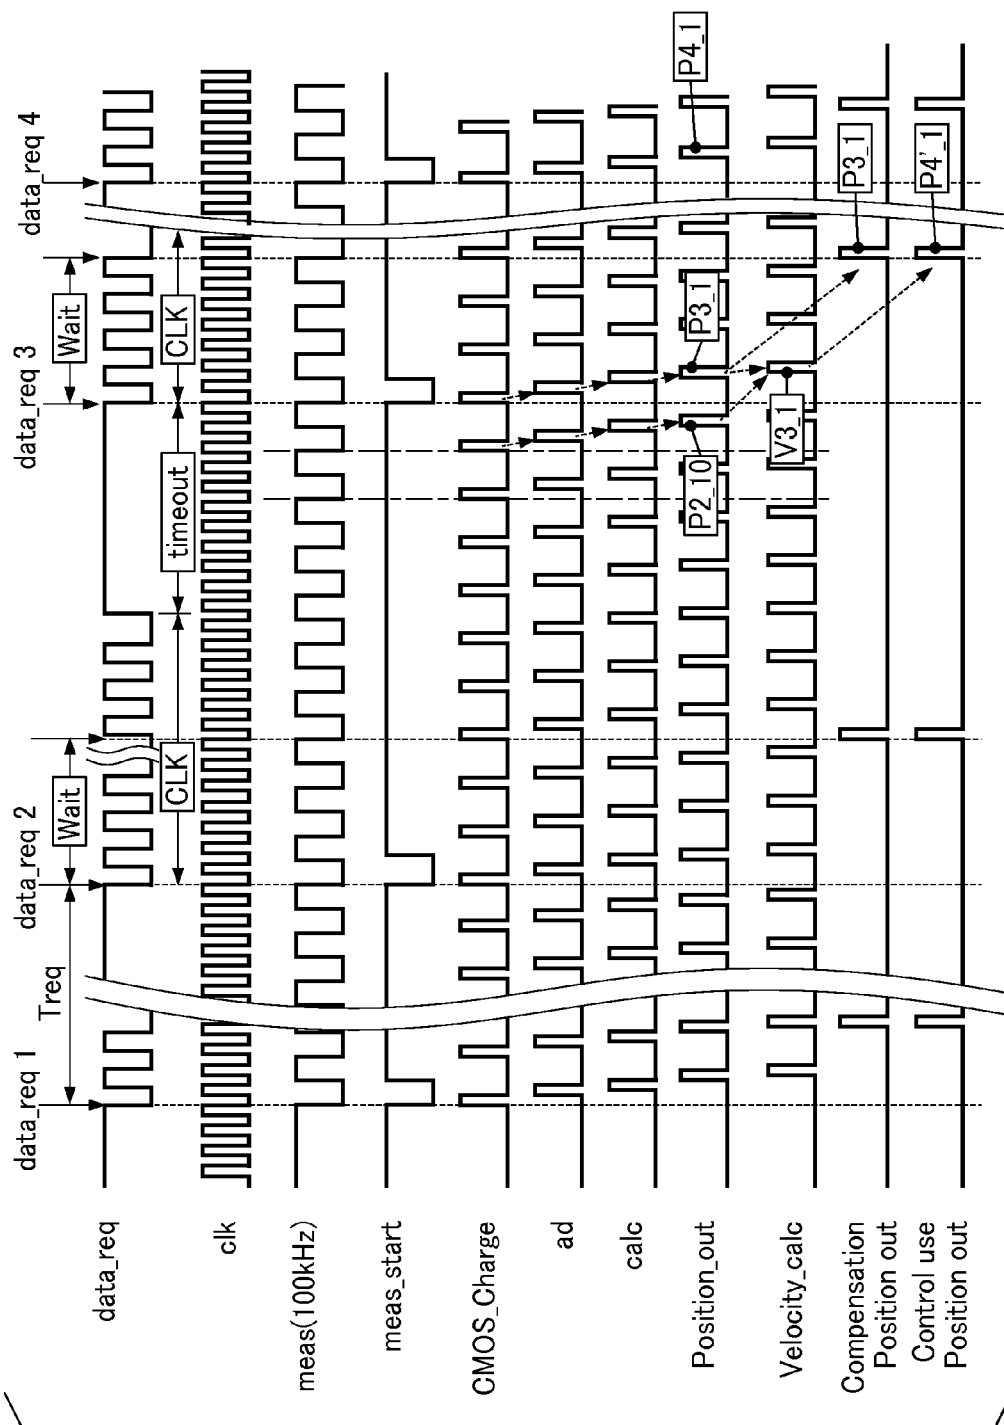 data_req 1
data_req 2
data_req 3
data_req 4
Treq
Wait
Wait
CLK
timeout
CLK
data_req
clk
meas(100kHz)
meas_start
CMOS_Charge
ad
calc
Position_out
P2_10
P3_1
P4_1
Velocity_calc
V3_1
Compensation
Position out
P3_1
Control use
Position out
P4'_1